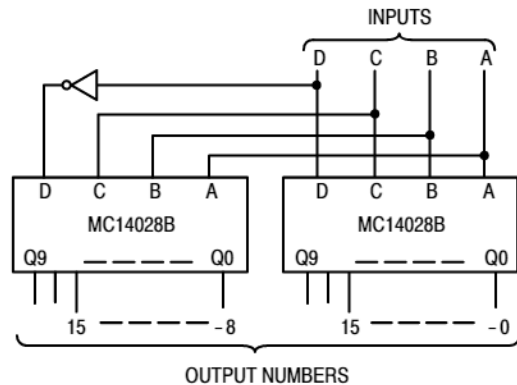 INPUTS
D C B A
D C B A D C B A
MC14028B MC14028B
Q9 Q0 Q9 Q0
15 -8 15 -0
OUTPUT NUMBERS